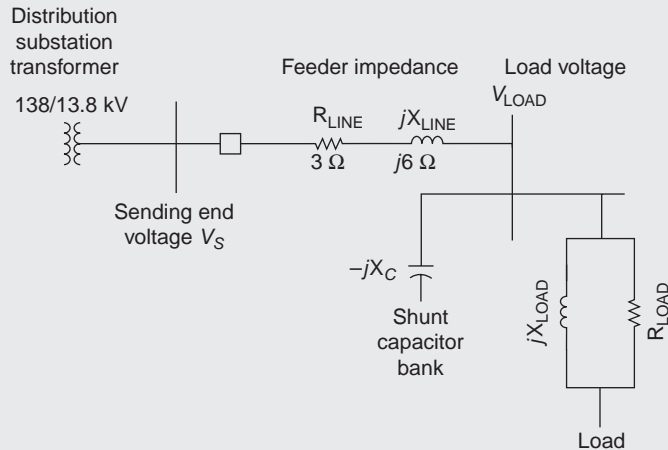 Distribution
substation
transformer
138/13.8 kV
Feeder impedance
Load voltage
V_LOAD
R_LINE
3 Ω
jX_LINE
j6 Ω
Sending end
voltage V_S
–jX_C
Shunt
capacitor
bank
jX_LOAD
R_LOAD
Load